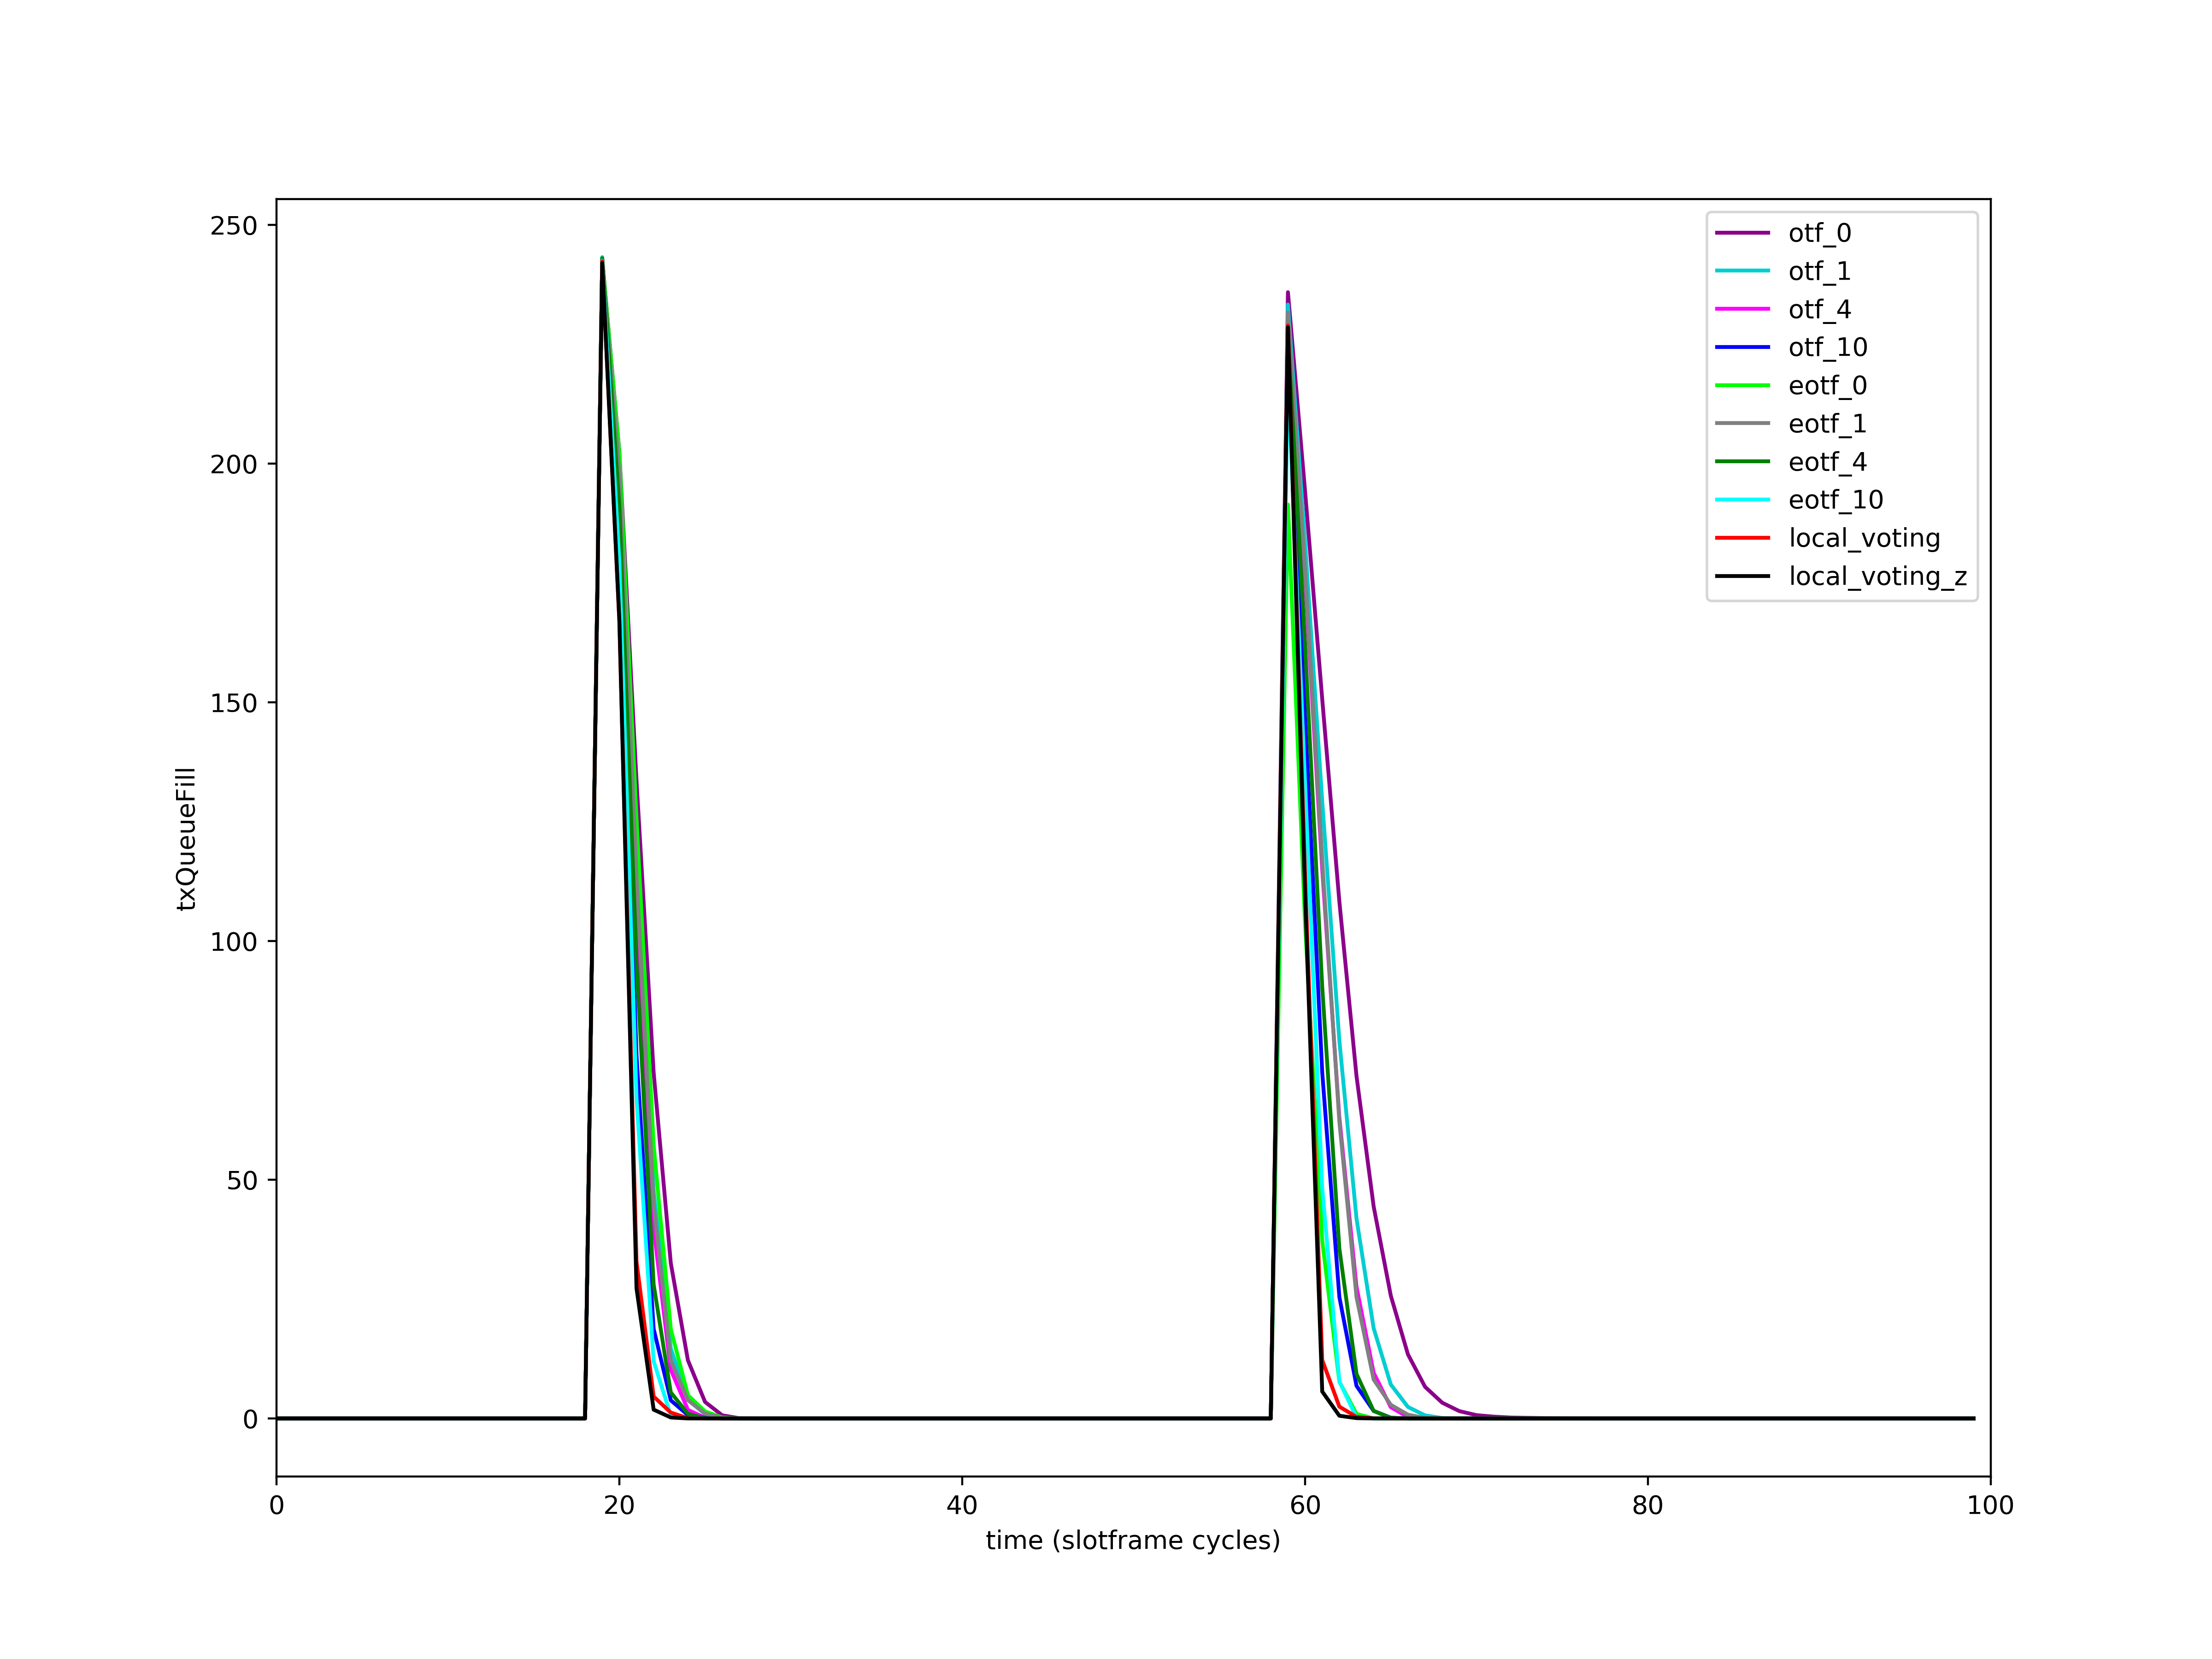 250
200
150
100
50
0
txQueueFill
0 20 40 60 80 100
time (slotframe cycles)
otf_0
otf_1
otf_4
otf_10
eotf_0
eotf_1
eotf_4
eotf_10
local_voting
local_voting_z